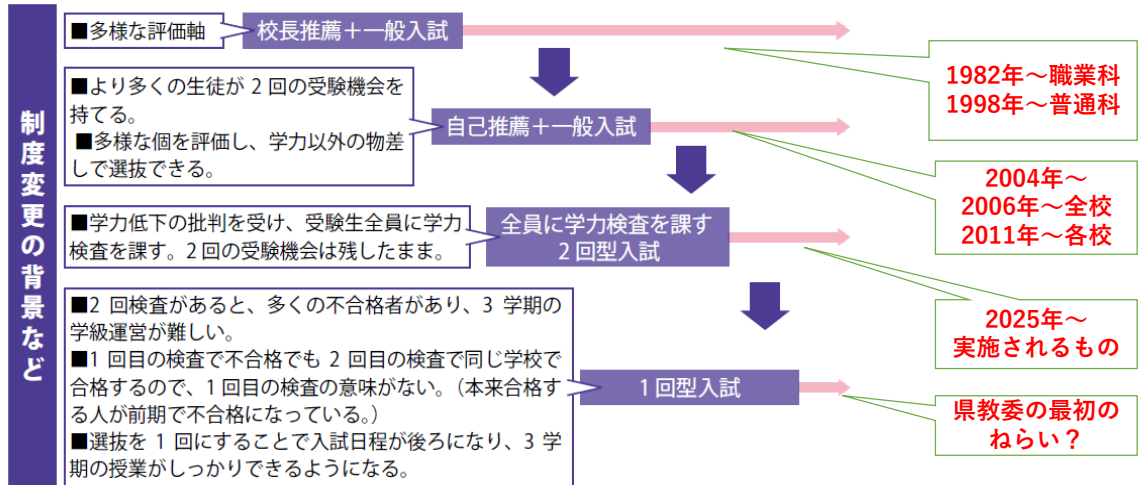 制度変更の背景など
■多様な評価軸
校長推薦＋一般入試
1982年～職業科
1998年～普通科
■より多くの生徒が 2 回の受験機会を
持てる。
■多様な個を評価し、学力以外の物差
しで選抜できる。
自己推薦＋一般入試
2004年～
2006年～全校
2011年～各校
■学力低下の批判を受け、受験生全員に学力
検査を課す。2 回の受験機会は残したまま。
全員に学力検査を課す
2 回型入試
2025年～
実施されるもの
■2 回検査があると、多くの不合格者があり、3 学期の
学級運営が難しい。
■1 回目の検査で不合格でも 2 回目の検査で同じ学校で
合格するので、1 回目の検査の意味がない。（本来合格す
る人が前期で不合格になっている。）
■選抜を 1 回にすることで入試日程が後ろになり、3 学
期の授業がしっかりできるようになる。
1 回型入試
県教委の最初の
ねらい？